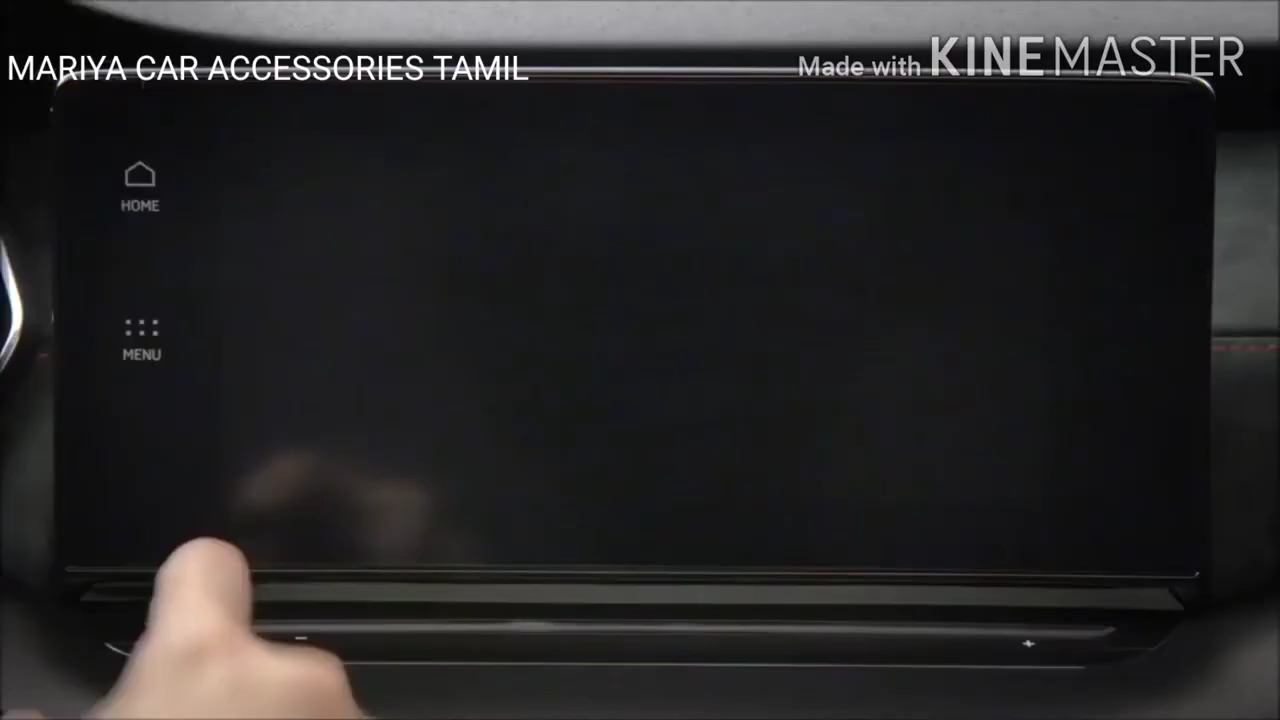 MARIYA CAR ACCESSORIES TAMIL
Made with KINEMASTER
HOME
MENU
- +